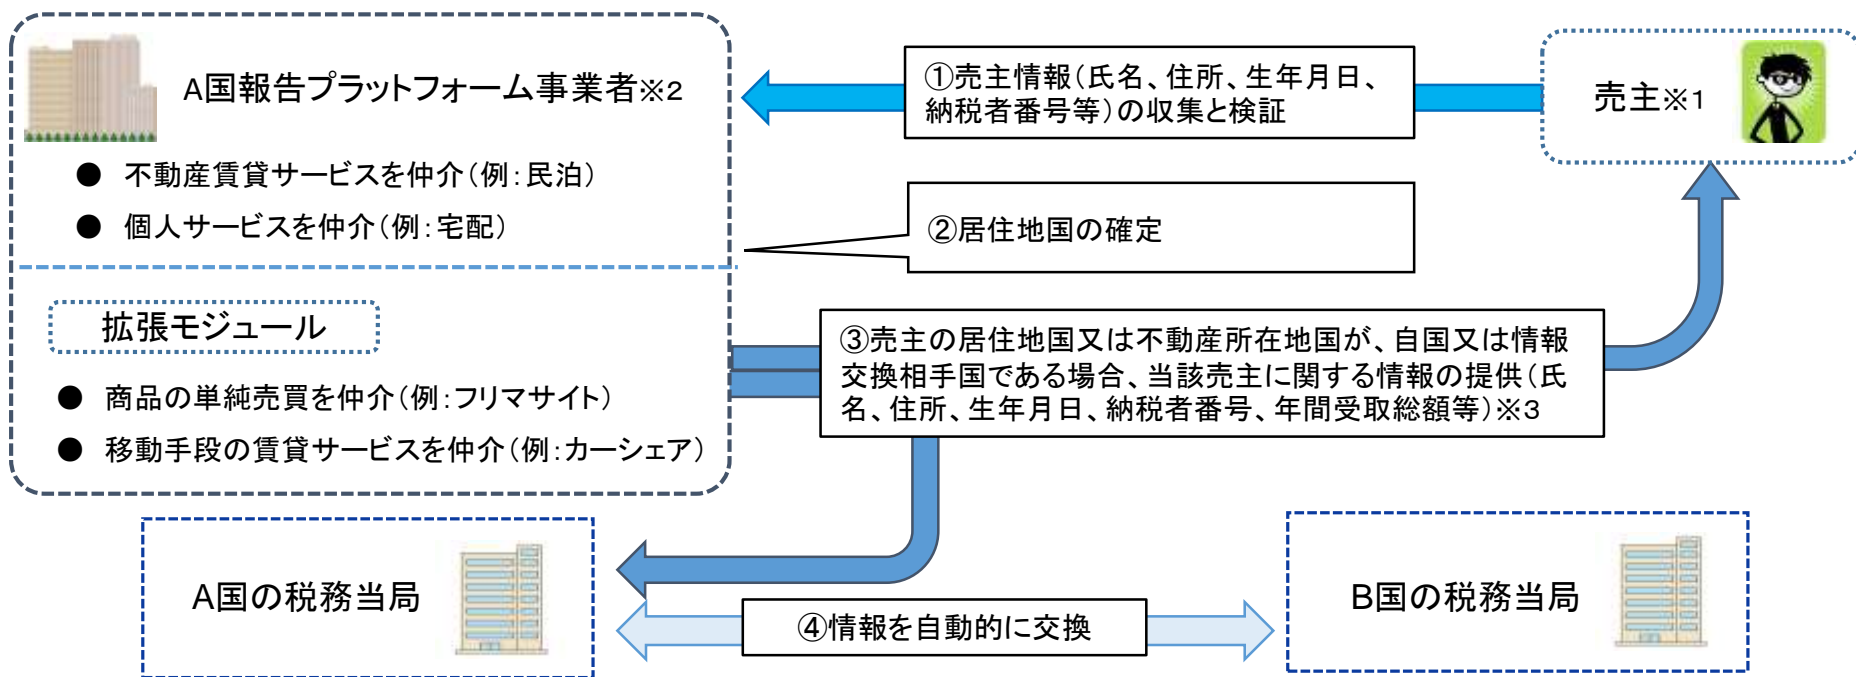 A国報告プラットフォーム事業者※2
● 不動産賃貸サービスを仲介(例:民泊)
● 個人サービスを仲介(例:宅配)
拡張モジュール
● 商品の単純売買を仲介(例:フリマサイト)
● 移動手段の賃貸サービスを仲介(例:カーシェア)
①売主情報(氏名、住所、生年月日、
納税者番号等)の収集と検証
売主※1
②居住地国の確定
③売主の居住地国又は不動産所在地国が、自国又は情報
交換相手国である場合、当該売主に関する情報の提供(氏
名、住所、生年月日、納税者番号、年間受取総額等)※3
A国の税務当局
④情報を自動的に交換
B国の税務当局